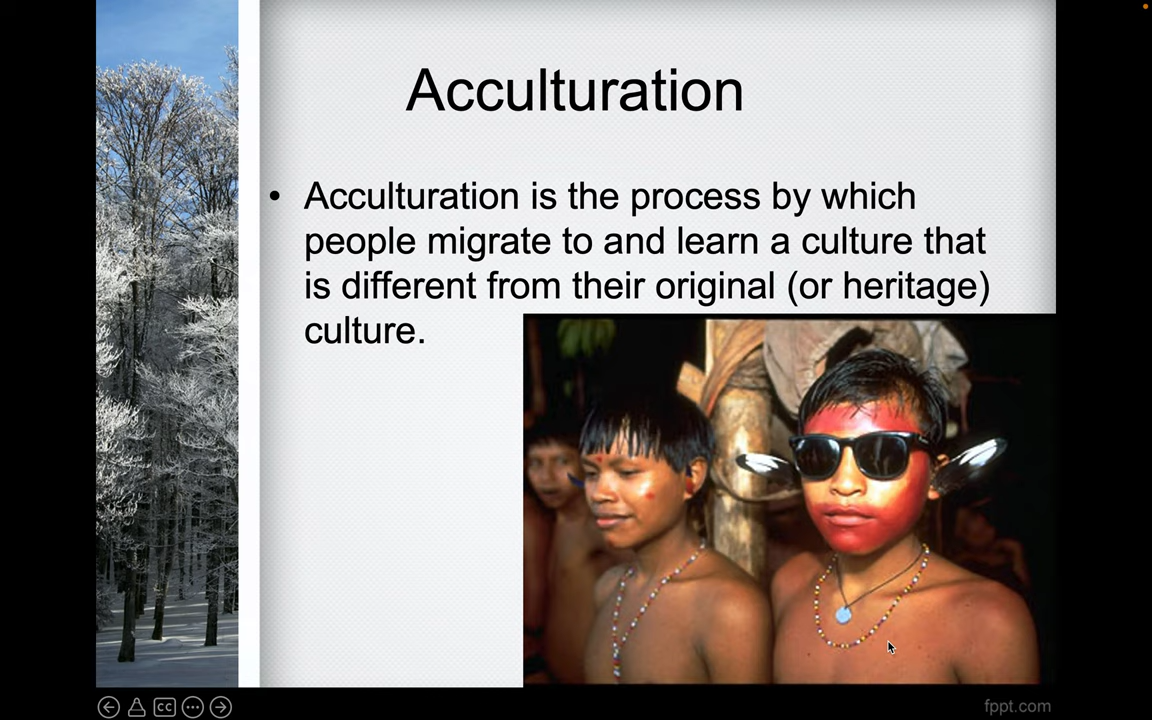 Acculturation
• Acculturation is the process by which
people migrate to and learn a culture that
is different from their original (or heritage)
culture.
CC
fppt.com